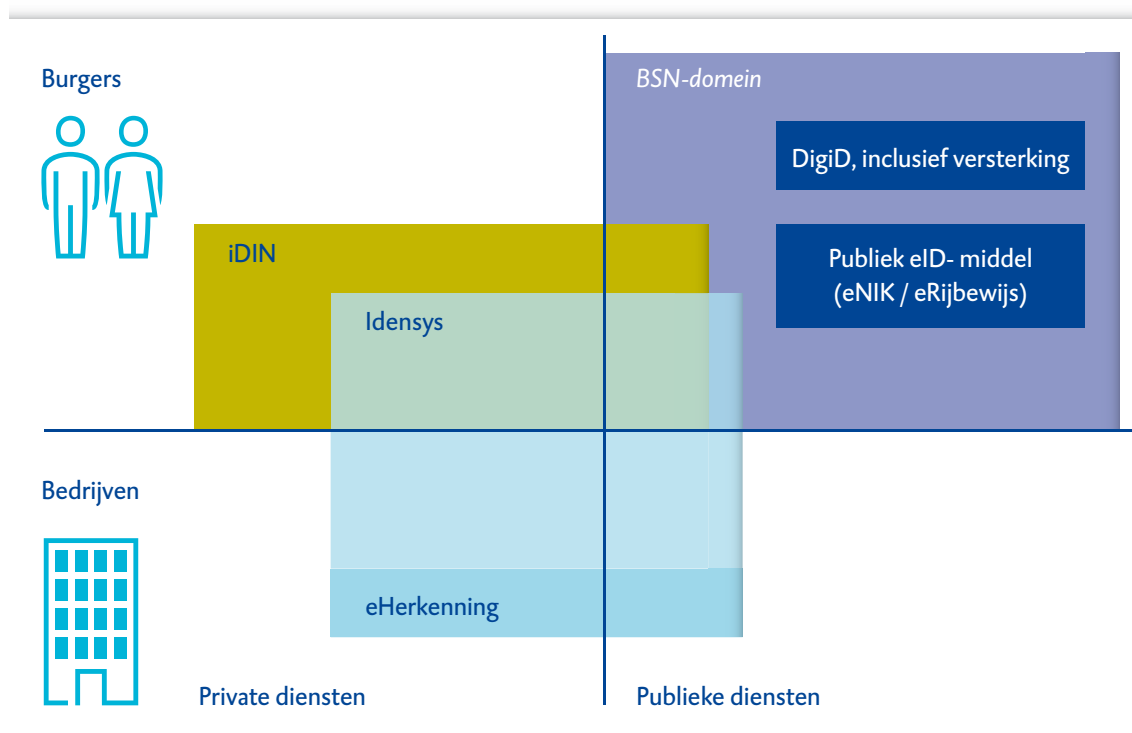 Burgers
BSN-domein
DigiD, inclusief versterking
iDIN
Publiek eID- middel
(eNIK / eRijbewijs)
Idensys
Bedrijven
eHerkenning
Private diensten
Publieke diensten